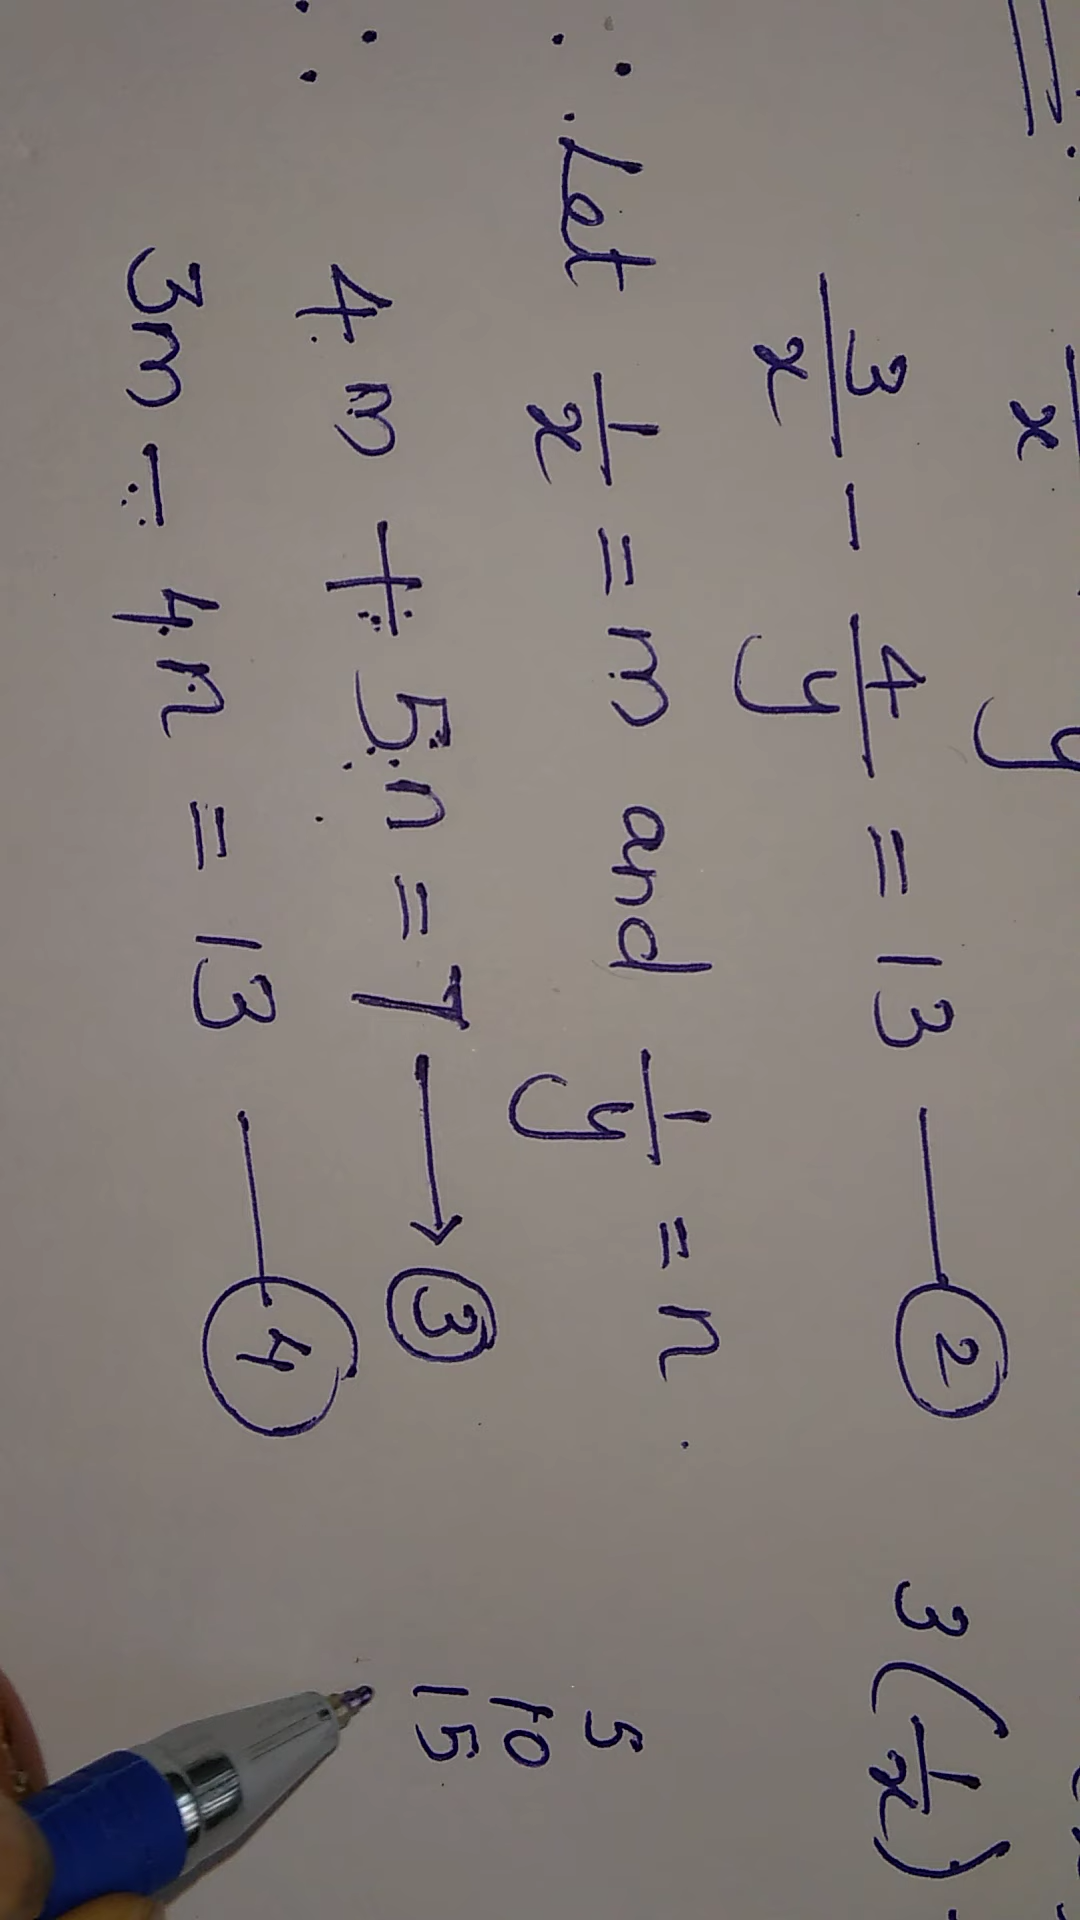 x y
3/x - 4/y = 13 — ②
3(1/x)
∴ Let 1/x = m and 1/y = n.
∴ 4m + 5n = 7 → ③
3m - 4n = 13 — ④
5
10
15